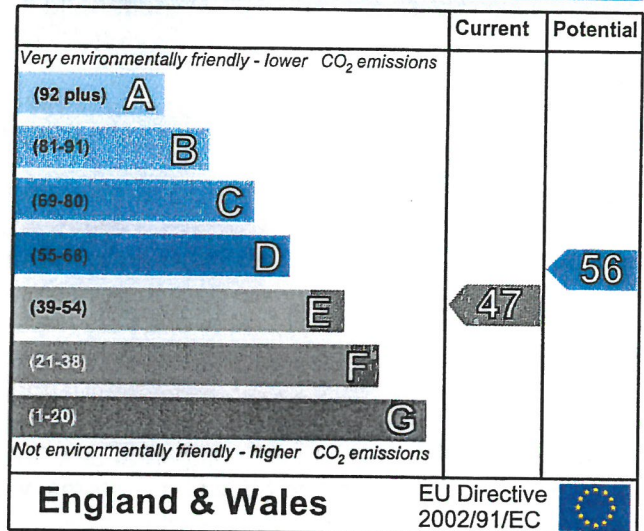 Current Potential
Very environmentally friendly - lower CO₂ emissions
(92 plus) A
(81-91) B
(69-80) C
(55-68) D
56
(39-54) E
47
(21-38) F
(1-20) G
Not environmentally friendly - higher CO₂ emissions
England & Wales
EU Directive
2002/91/EC